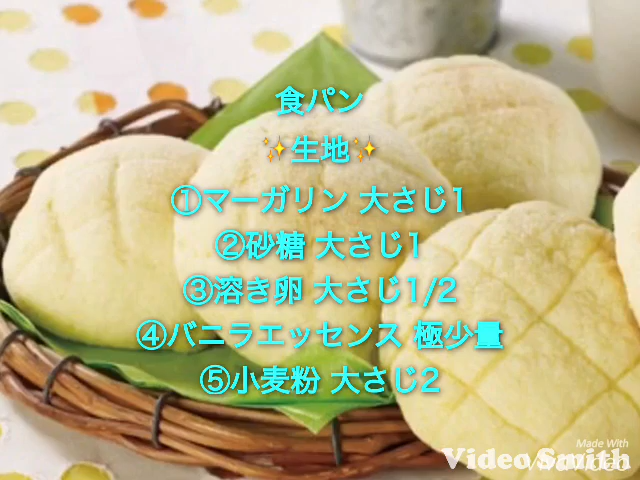 食パン
✨生地✨
①マーガリン 大さじ1
②砂糖 大さじ1
③溶き卵 大さじ1/2
④バニラエッセンス 極少量
⑤小麦粉 大さじ2
Made With
Video Smith